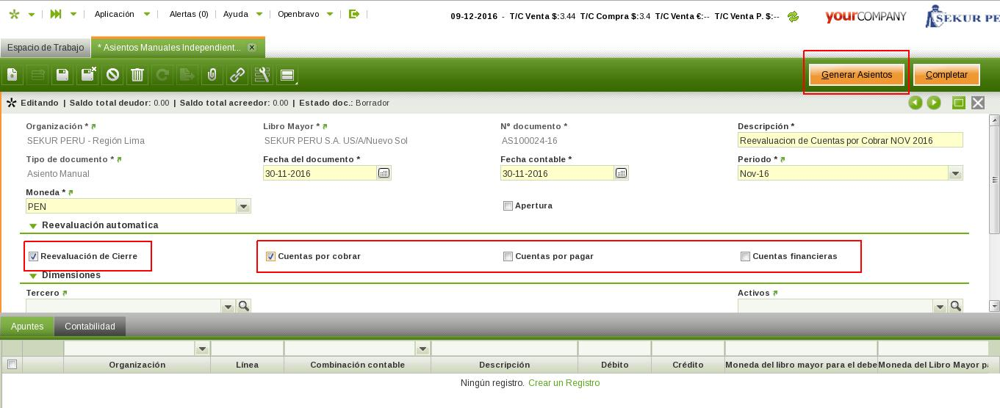 Aplicación Alertas (0) Ayuda Openbravo 09-12-2016 - T/C Venta $:3.44 T/C Compra $:3.4 T/C Venta €:-- T/C Venta P. $:-- yourCOMPANY SEKUR PE
Espacio de Trabajo * Asientos Manuales Independient...
Generar Asientos Completar
Editando | Saldo total deudor: 0.00 | Saldo total acreedor: 0.00 | Estado doc.: Borrador
Organización * Libro Mayor * Nº documento * Descripción *
SEKUR PERU - Región Lima SEKUR PERU S.A. US/A/Nuevo Sol AS100024-16 Reevaluacion de Cuentas por Cobrar NOV 2016
Tipo de documento * Fecha del documento * Fecha contable * Periodo *
Asiento Manual 30-11-2016 30-11-2016 Nov-16
Moneda *
PEN Apertura
Reevaluación automatica
Reevaluación de Cierre Cuentas por cobrar Cuentas por pagar Cuentas financieras
Dimensiones
Tercero Activos
Apuntes Contabilidad
Organización Línea Combinación contable Descripción Débito Crédito Moneda del libro mayor para el debe Moneda del Libro Mayor pa
Ningún registro. Crear un Registro